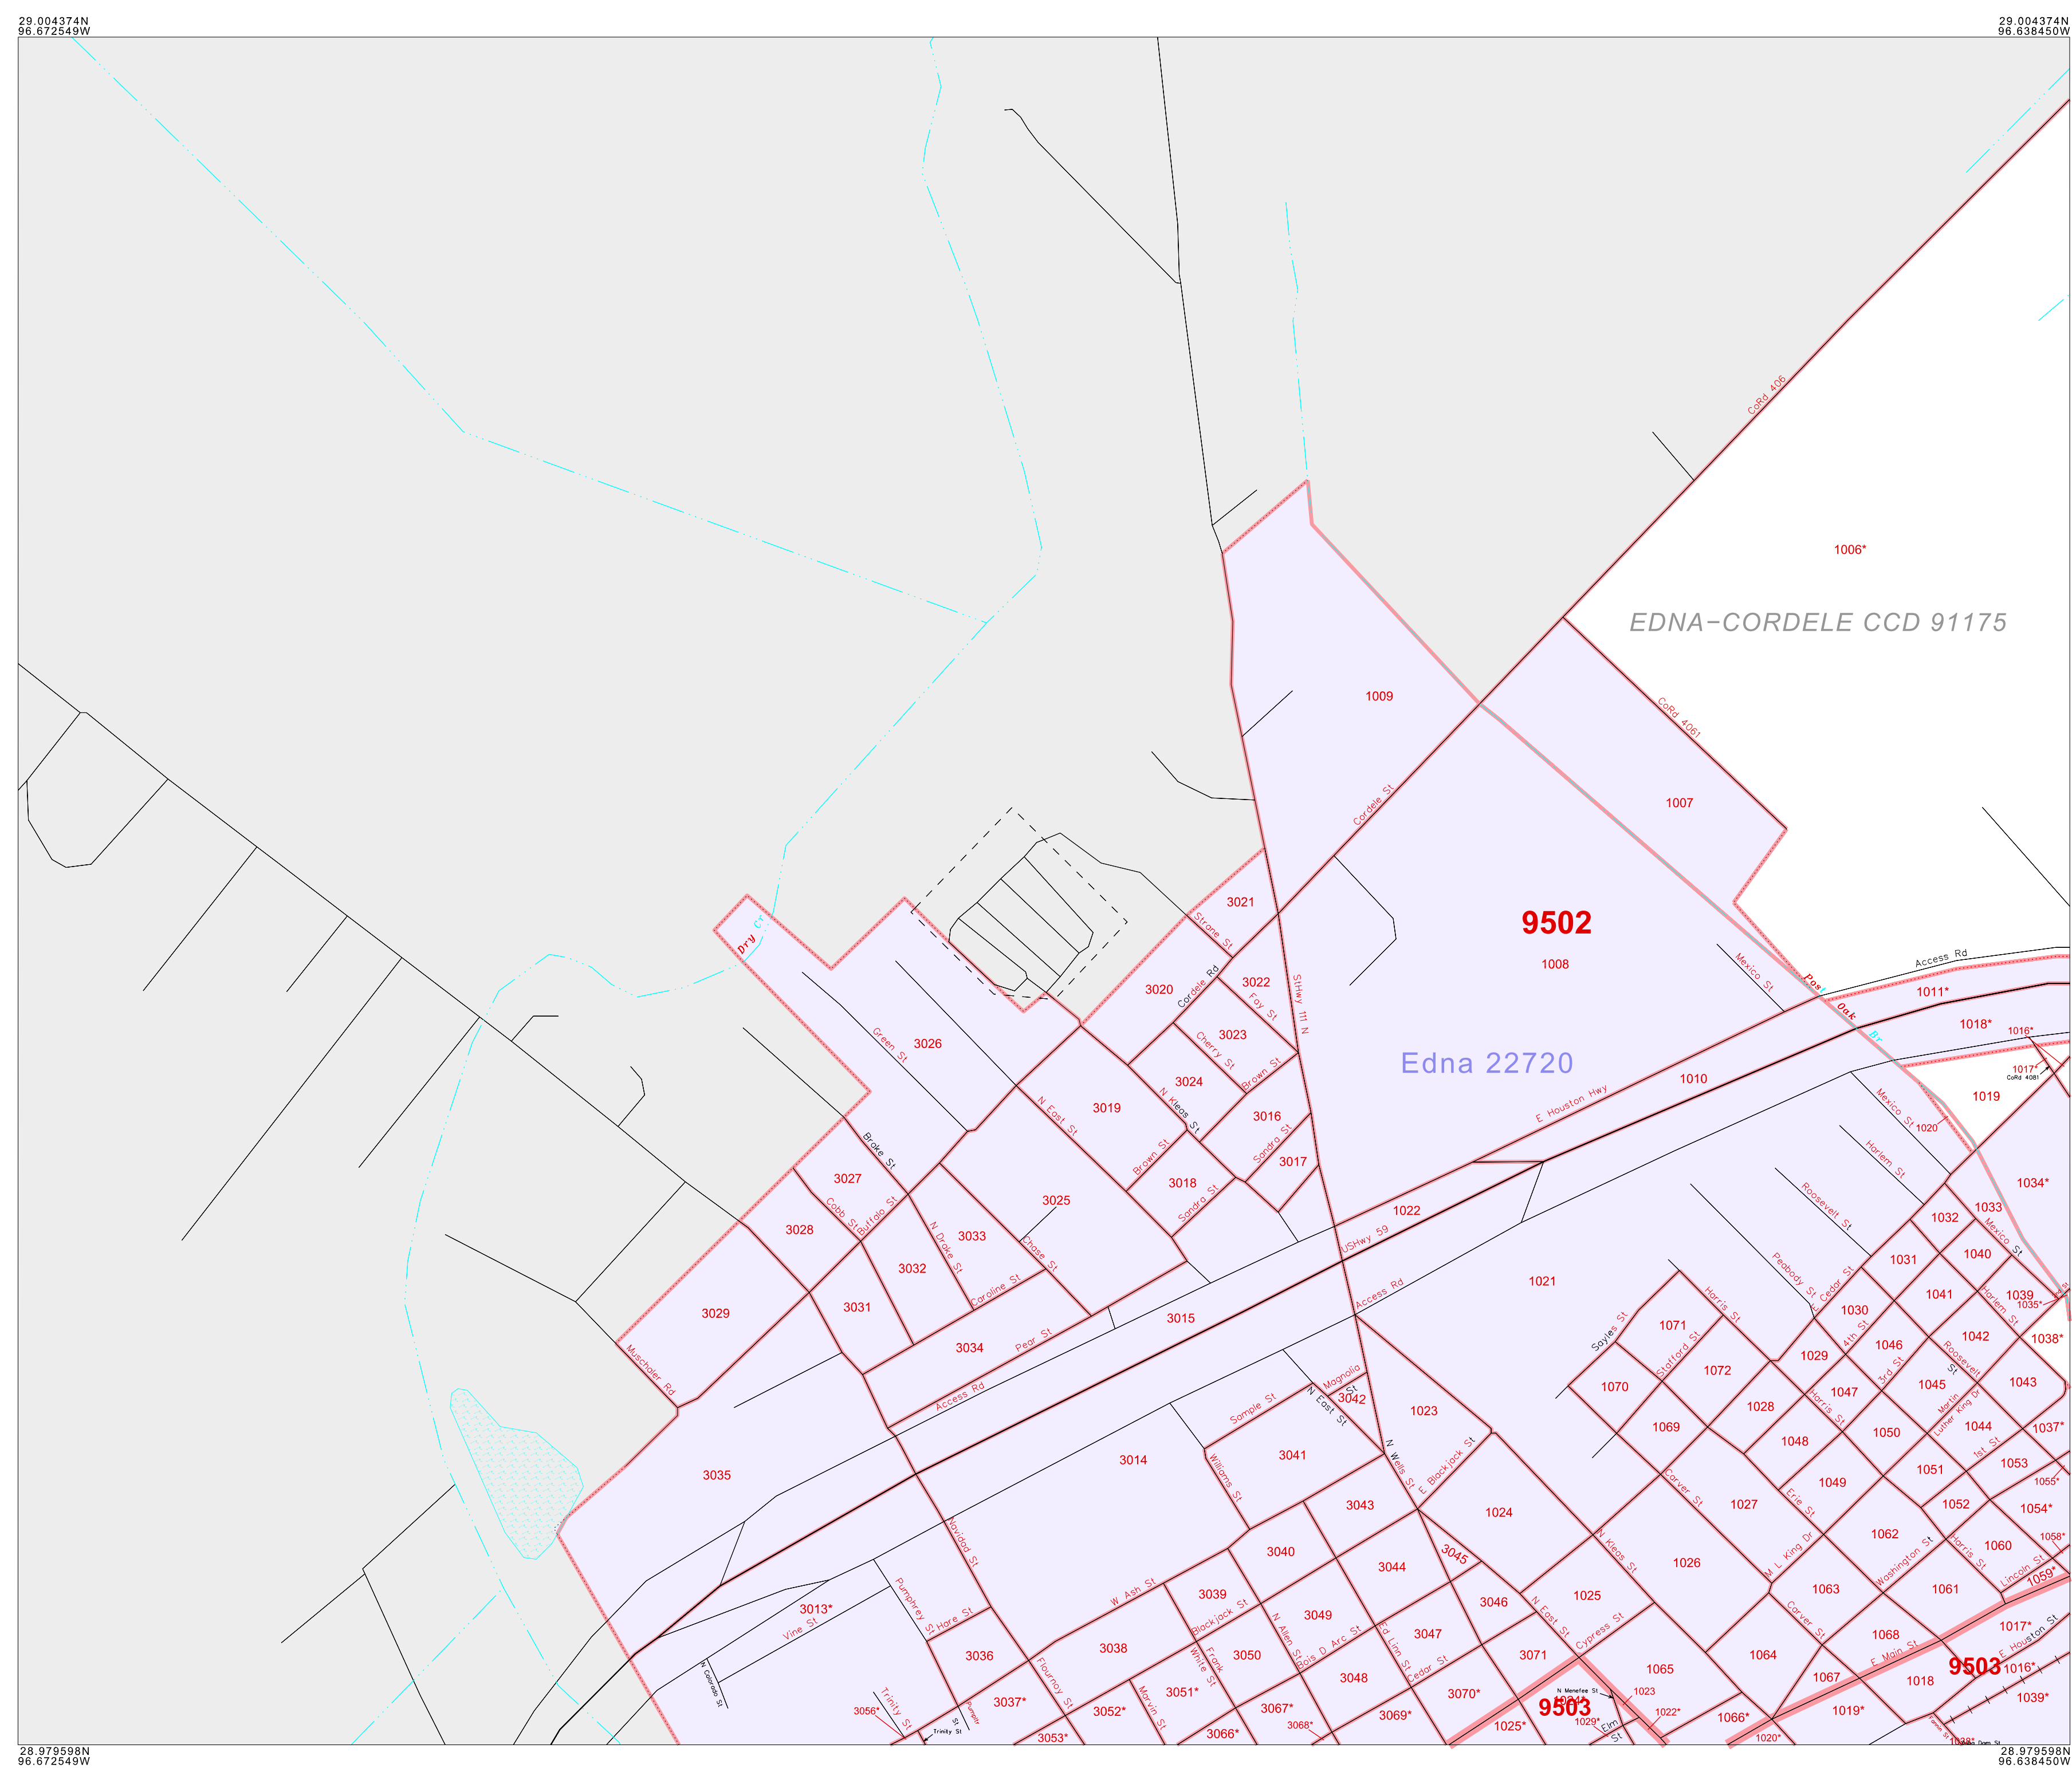 29.004374N
96.672549W
29.004374N
96.638450W
CoRd 406
1006*
EDNA-CORDELE CCD 91175
1009
CoRd 4061
1007
Cordele St
9502
1008
3021
Strane St
Dry Cr
Mexico St
Access Rd
Post Oak Br
1011*
1018*
1016*
1017*
CoRd 4081
3020
Cordele Rd
3022
Fay St
StHwy 111 N
3023
Cherry St
Brown St
Edna 22720
3026
Green St
3024
1010
E Houston Hwy
1019
1020
Mexico St
3019
N East St
N Kleas St
3016
Sandra St
3017
Brown St
Brake St
3027
Cobb St
Buffalo St
3028
3025
3018
Sandra St
Harlem St
Roosevelt St
Peabody St
1034*
1033
1032
Mexico St
3033
N Drake St
Chase St
3032
Caroline St
3031
3029
1022
USHwy 59
Access Rd
1021
1031
1040
E Cedar St
1041
Harlem St
1039
1035*
1030
4th St
3015
Pear St
3034
Access Rd
Muschaler Rd
Sayles St
1071
Harris St
Stafford St
1072
1029
1046
3rd St
1042
Roosevelt St
1038*
1070
1047
1045
1043
Magnolia St
3042
N East St
Sample St
1023
1028
Harris St
Martin
Luther King Dr
1044
1037*
1069
1048
1050
1st St
3014
3041
Williams St
N Wells St
E Blackjack St
1051
1053
1055*
3035
Carver St
1049
1027
Erie St
1052
1054*
3043
1024
Navidad St
N Kleas St
1062
Harris St
1060
1058*
3040
3045
3044
1026
M L King Dr
Washington St
Lincoln St
1059*
Pumphrey St
W Ash St
3039
1025
1063
1061
3013*
Vine St
Hare St
Blackjack St
3049
N Allen St
3046
N East St
Carver St
3047
Cypress St
1068
1017*
E Houston St
3038
3036
Frank
White St
3050
Bois D Arc St
Ed Linn St
3071
1064
E Main St
N Colorado St
Flournoy St
Cedar St
3048
1065
1067
1018
9503
1016*
Trinity St
3037*
Marvin St
3051*
3070*
N Menefee St
1023
1039*
3056*
3052*
3067*
3069*
9503
1022*
1066*
1019*
Trinity St
3053*
3066*
3068*
1025*
1029*
Elm St
1020*
28.979598N
96.672549W
28.979598N
96.638450W